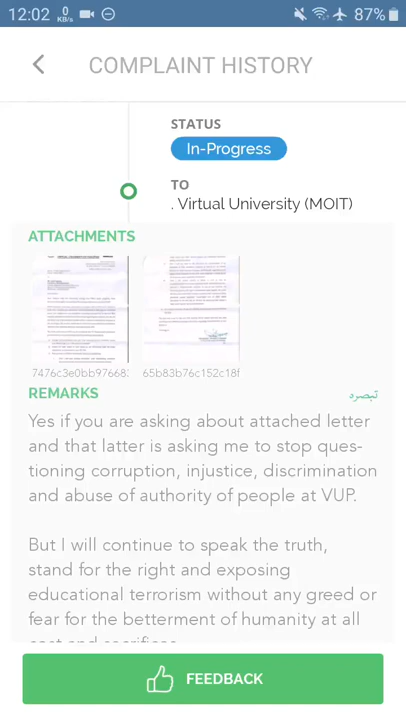 12:02 0 KB/s 87%
COMPLAINT HISTORY
STATUS
In-Progress
TO
. Virtual University (MOIT)
ATTACHMENTS
7476c3e0bb97668
65b83b76c152c18f
REMARKS تبصرہ
Yes if you are asking about attached letter
and that latter is asking me to stop ques-
tioning corruption, injustice, discrimination
and abuse of authority of people at VUP.
But I will continue to speak the truth,
stand for the right and exposing
educational terrorism without any greed or
fear for the betterment of humanity at all
cost and sacrifices
FEEDBACK